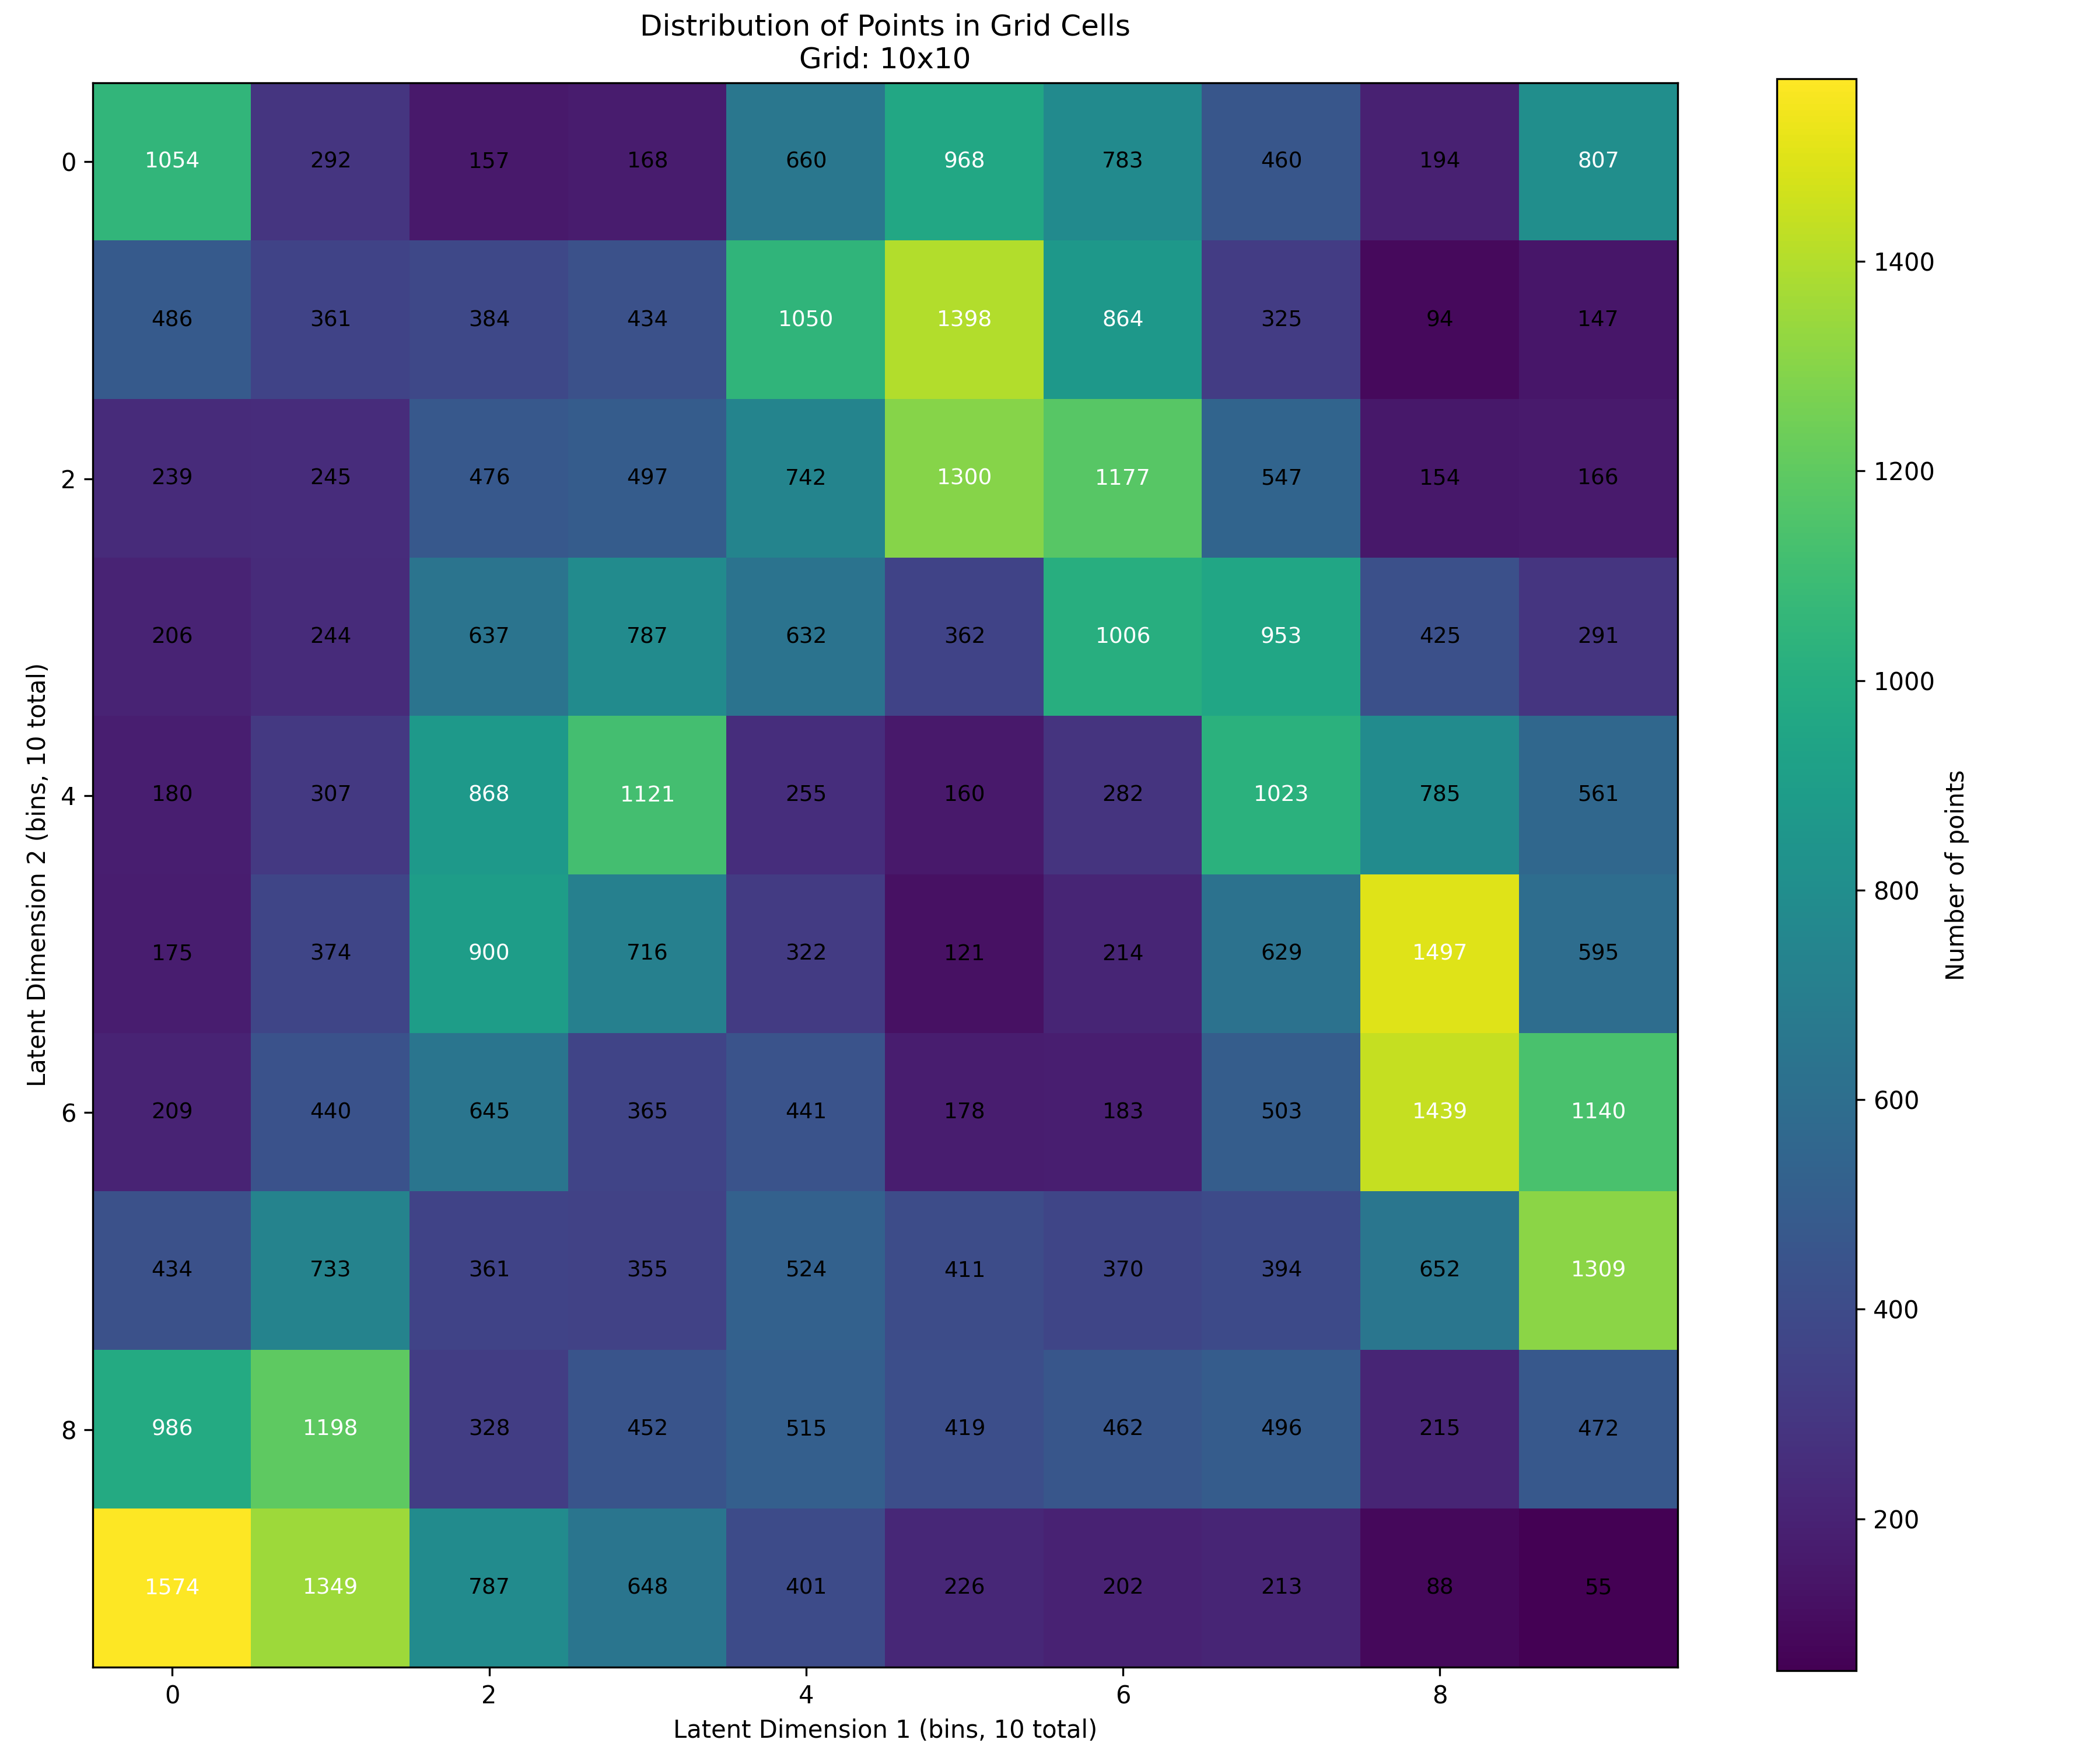 Distribution of Points in Grid Cells
Grid: 10x10
0 1054 292 157 168 660 968 783 460 194 807
486 361 384 434 1050 1398 864 325 94 147
2 239 245 476 497 742 1300 1177 547 154 166
206 244 637 787 632 362 1006 953 425 291
4 180 307 868 1121 255 160 282 1023 785 561
175 374 900 716 322 121 214 629 1497 595
6 209 440 645 365 441 178 183 503 1439 1140
434 733 361 355 524 411 370 394 652 1309
8 986 1198 328 452 515 419 462 496 215 472
1574 1349 787 648 401 226 202 213 88 55
0 2 4 6 8
Latent Dimension 1 (bins, 10 total)
Latent Dimension 2 (bins, 10 total)
1400
1200
1000
800
600
400
200
Number of points